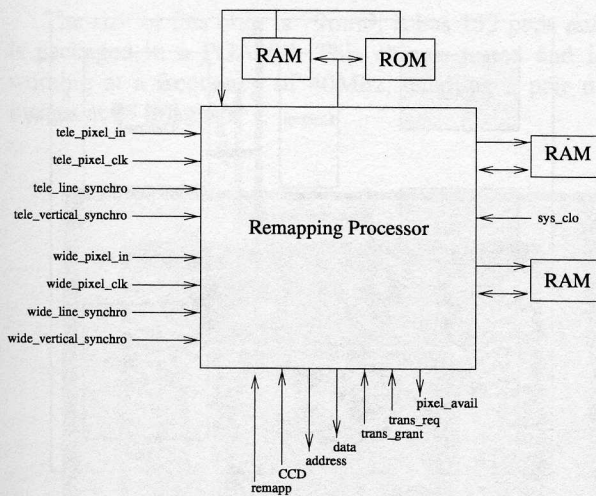 RAM
ROM
tele_pixel_in
tele_pixel_clk
tele_line_synchro
tele_vertical_synchro
wide_pixel_in
wide_pixel_clk
wide_line_synchro
wide_vertical_synchro
Remapping Processor
RAM
sys_clo
RAM
pixel_avail
trans_req
trans_grant
data
address
CCD
remapp